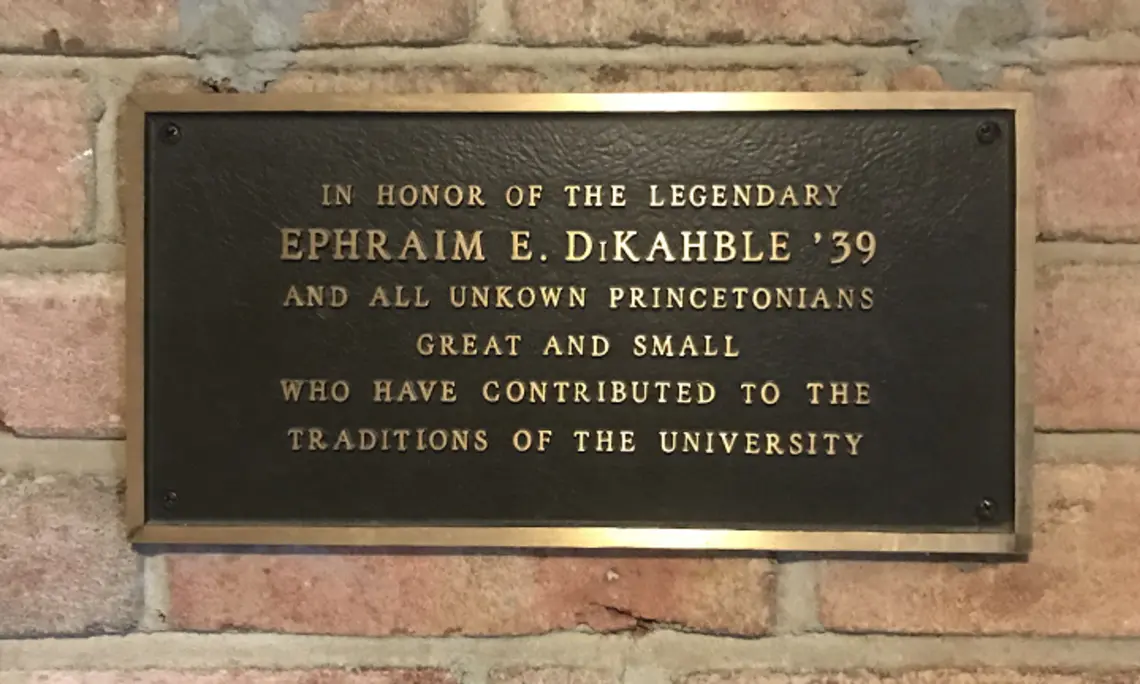 IN HONOR OF THE LEGENDARY
EPHRAIM E. DiKAHBLE '39
AND ALL UNKOWN PRINCETONIANS
GREAT AND SMALL
WHO HAVE CONTRIBUTED TO THE
TRADITIONS OF THE UNIVERSITY